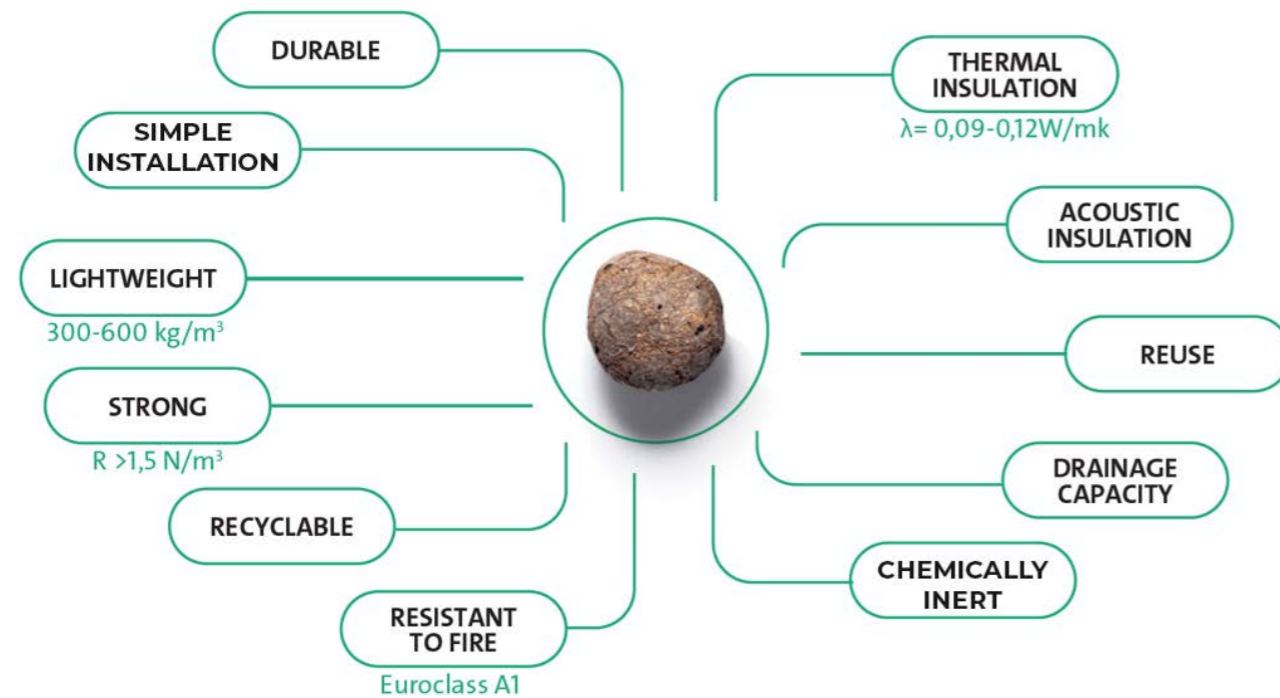 DURABLE
SIMPLE
INSTALLATION
LIGHTWEIGHT
300-600 kg/m³
STRONG
R >1,5 N/m³
RECYCLABLE
RESISTANT
TO FIRE
Euroclass A1
THERMAL
INSULATION
λ= 0,09-0,12W/mk
ACOUSTIC
INSULATION
REUSE
DRAINAGE
CAPACITY
CHEMICALLY
INERT